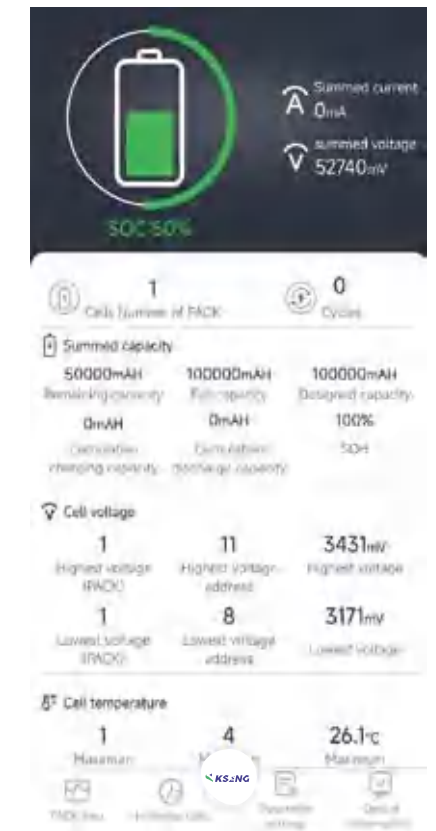 Summed current
A 0mA
summed voltage
V 52740mV
SOC:50%
1
Cells Number of PACK
0
Cycles
Summed capacity
50000mAH 100000mAH 100000mAH
Remaining capacity Full capacity Designed capacity
0mAH 0mAH 100%
Cumulative Cumulative SOH
charging capacity discharge capacity
Cell voltage
1 11 3431mV
Highest voltage Highest voltage Highest voltage
(PACK) address
1 8 3171mV
Lowest voltage Lowest voltage Lowest voltage
(PACK) address
Cell temperature
1 4 26.1°C
Maximum Maximum
KSTNG
PACK
Parameter
settings